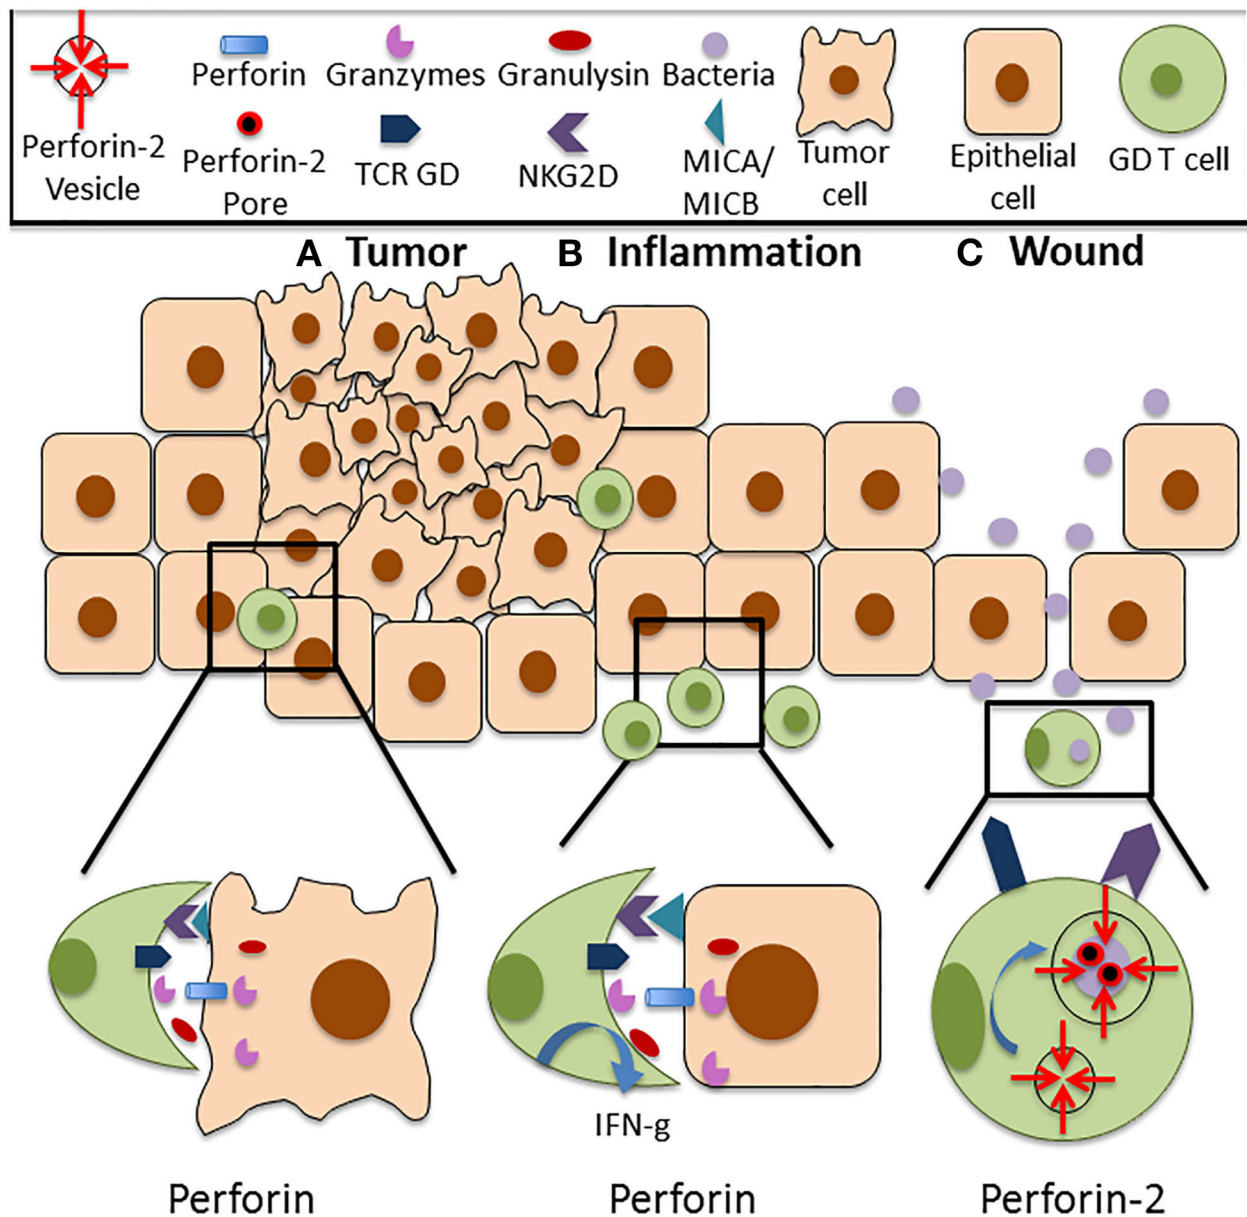 Perforin Granzymes Granulysin Bacteria
Perforin-2
Vesicle
Perforin-2
Pore
TCR GD
NKG2D
MICA/
MICB
Tumor
cell
Epithelial
cell
GD T cell
A Tumor
B Inflammation
C Wound
IFN-g
Perforin
Perforin
Perforin-2